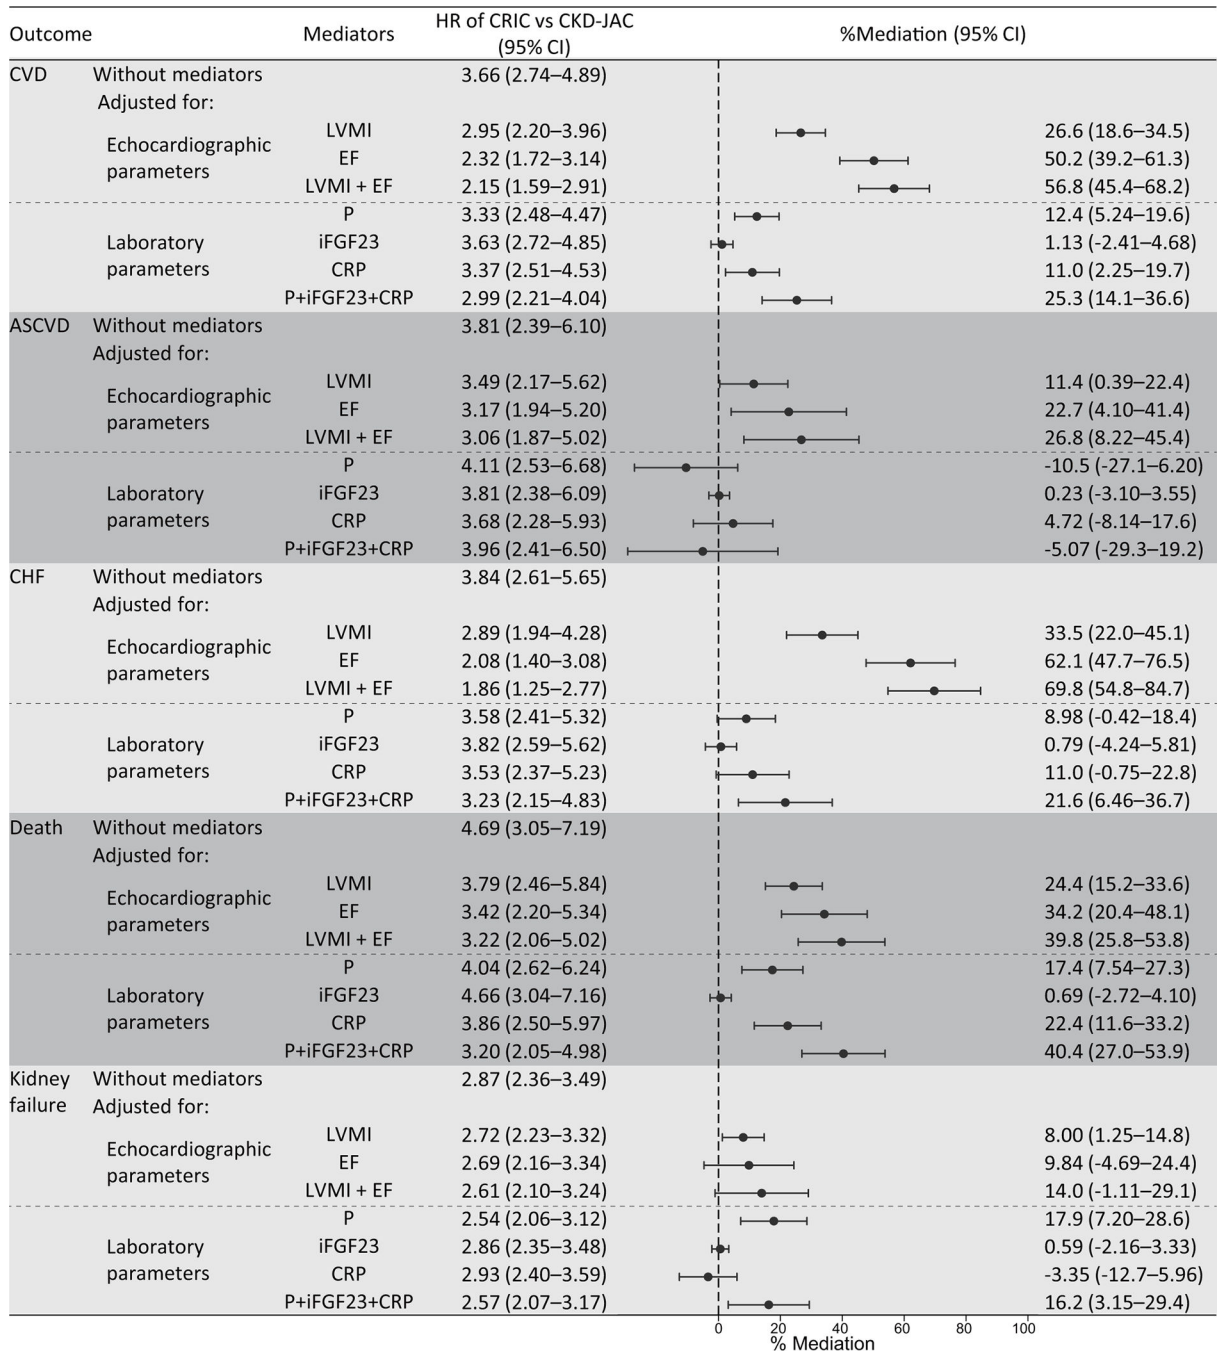 Outcome Mediators HR of CRIC vs CKD-JAC (95% CI) %Mediation (95% CI)
CVD Without mediators 3.66 (2.74–4.89)
Adjusted for:
Echocardiographic parameters
LVMI 2.95 (2.20–3.96) 26.6 (18.6–34.5)
EF 2.32 (1.72–3.14) 50.2 (39.2–61.3)
LVMI + EF 2.15 (1.59–2.91) 56.8 (45.4–68.2)
Laboratory parameters
P 3.33 (2.48–4.47) 12.4 (5.24–19.6)
iFGF23 3.63 (2.72–4.85) 1.13 (-2.41–4.68)
CRP 3.37 (2.51–4.53) 11.0 (2.25–19.7)
P+iFGF23+CRP 2.99 (2.21–4.04) 25.3 (14.1–36.6)
ASCVD Without mediators 3.81 (2.39–6.10)
Adjusted for:
Echocardiographic parameters
LVMI 3.49 (2.17–5.62) 11.4 (0.39–22.4)
EF 3.17 (1.94–5.20) 22.7 (4.10–41.4)
LVMI + EF 3.06 (1.87–5.02) 26.8 (8.22–45.4)
Laboratory parameters
P 4.11 (2.53–6.68) -10.5 (-27.1–6.20)
iFGF23 3.81 (2.38–6.09) 0.23 (-3.10–3.55)
CRP 3.68 (2.28–5.93) 4.72 (-8.14–17.6)
P+iFGF23+CRP 3.96 (2.41–6.50) -5.07 (-29.3–19.2)
CHF Without mediators 3.84 (2.61–5.65)
Adjusted for:
Echocardiographic parameters
LVMI 2.89 (1.94–4.28) 33.5 (22.0–45.1)
EF 2.08 (1.40–3.08) 62.1 (47.7–76.5)
LVMI + EF 1.86 (1.25–2.77) 69.8 (54.8–84.7)
Laboratory parameters
P 3.58 (2.41–5.32) 8.98 (-0.42–18.4)
iFGF23 3.82 (2.59–5.62) 0.79 (-4.24–5.81)
CRP 3.53 (2.37–5.23) 11.0 (-0.75–22.8)
P+iFGF23+CRP 3.23 (2.15–4.83) 21.6 (6.46–36.7)
Death Without mediators 4.69 (3.05–7.19)
Adjusted for:
Echocardiographic parameters
LVMI 3.79 (2.46–5.84) 24.4 (15.2–33.6)
EF 3.42 (2.20–5.34) 34.2 (20.4–48.1)
LVMI + EF 3.22 (2.06–5.02) 39.8 (25.8–53.8)
Laboratory parameters
P 4.04 (2.62–6.24) 17.4 (7.54–27.3)
iFGF23 4.66 (3.04–7.16) 0.69 (-2.72–4.10)
CRP 3.86 (2.50–5.97) 22.4 (11.6–33.2)
P+iFGF23+CRP 3.20 (2.05–4.98) 40.4 (27.0–53.9)
Kidney failure Without mediators 2.87 (2.36–3.49)
Adjusted for:
Echocardiographic parameters
LVMI 2.72 (2.23–3.32) 8.00 (1.25–14.8)
EF 2.69 (2.16–3.34) 9.84 (-4.69–24.4)
LVMI + EF 2.61 (2.10–3.24) 14.0 (-1.11–29.1)
Laboratory parameters
P 2.54 (2.06–3.12) 17.9 (7.20–28.6)
iFGF23 2.86 (2.35–3.48) 0.59 (-2.16–3.33)
CRP 2.93 (2.40–3.59) -3.35 (-12.7–5.96)
P+iFGF23+CRP 2.57 (2.07–3.17) 16.2 (3.15–29.4)
0 20 40 60 80 100
% Mediation